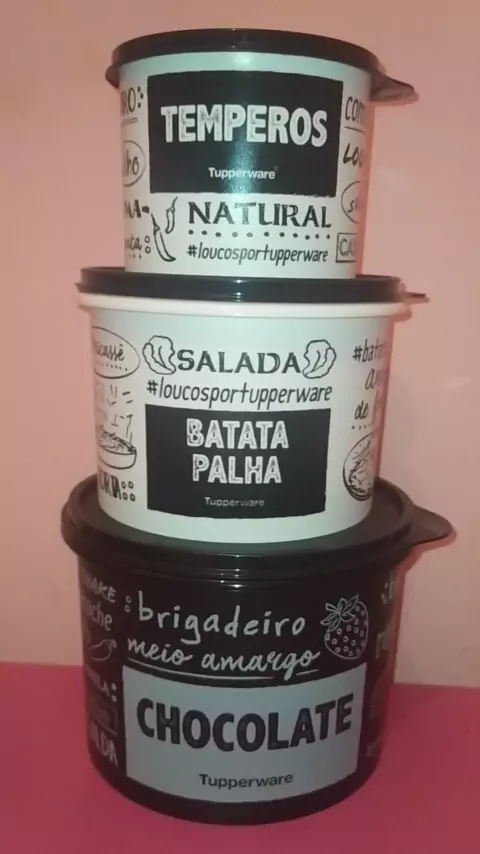 TEMPEROS
Tupperware
NATURAL
#loucosportupperware
SALADA
#loucosportupperware
BATATA
PALHA
Tupperware
brigadeiro
meio amargo
CHOCOLATE
Tupperware